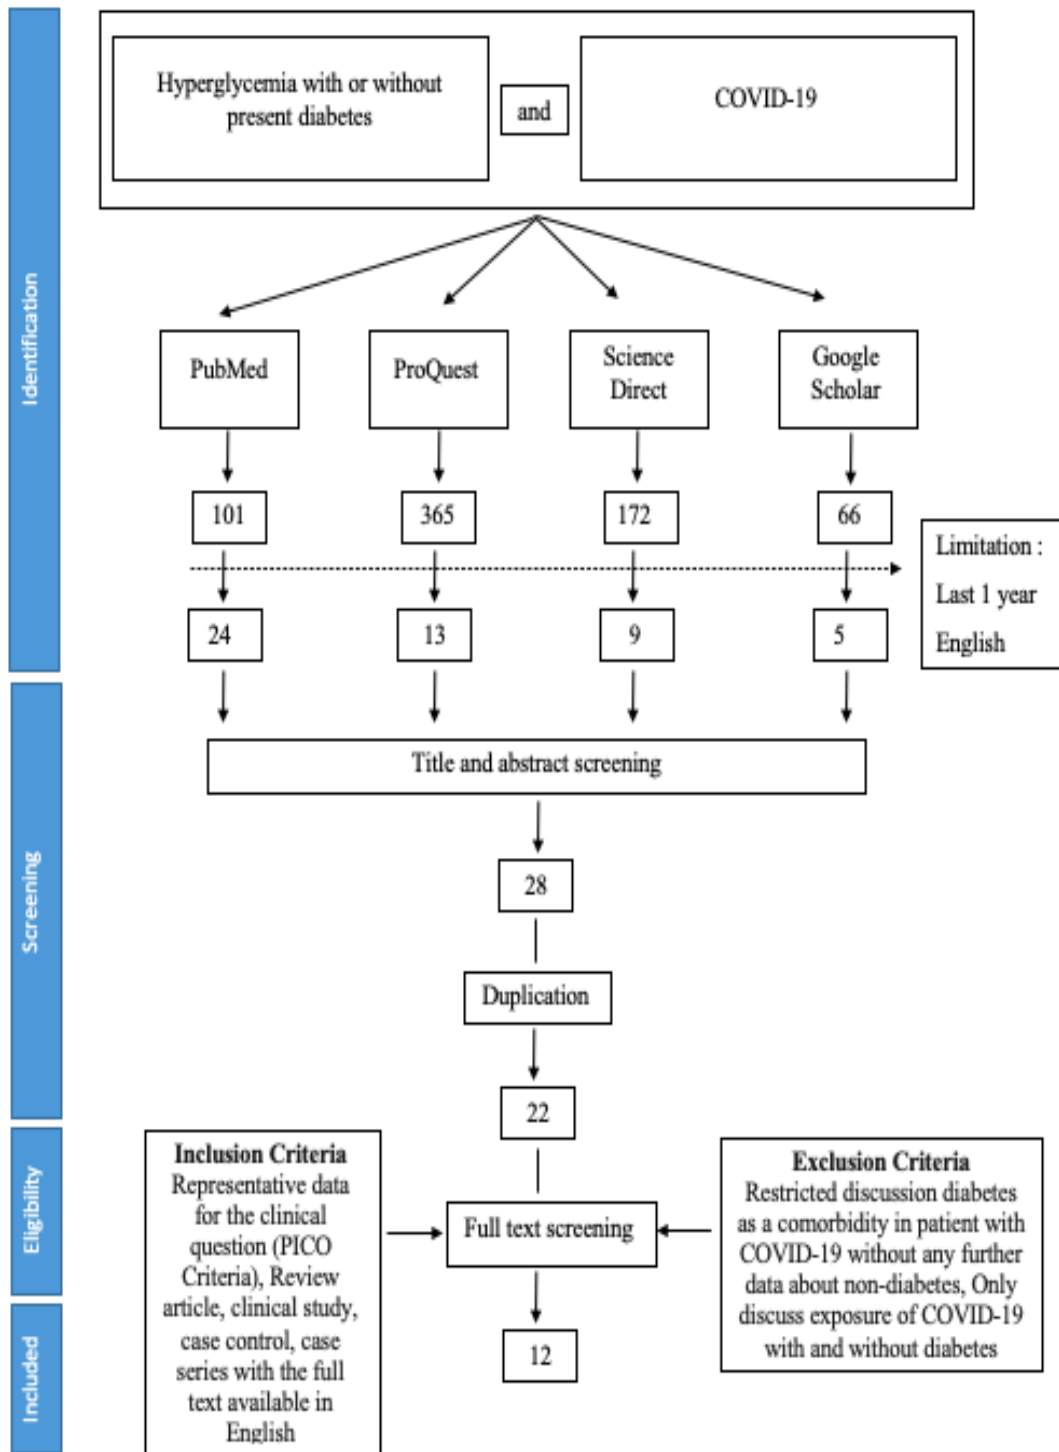 Identification
Hyperglycemia with or without
present diabetes
and
COVID-19
PubMed
ProQuest
Science
Direct
Google
Scholar
101
365
172
66
Limitation :
Last 1 year
English
24
13
9
5
Screening
Title and abstract screening
28
Duplication
22
Eligibility
Inclusion Criteria
Representative data
for the clinical
question (PICO
Criteria), Review
article, clinical study,
case control, case
series with the full
text available in
English
Full text screening
Exclusion Criteria
Restricted discussion diabetes
as a comorbidity in patient with
COVID-19 without any further
data about non-diabetes, Only
discuss exposure of COVID-19
with and without diabetes
Included
12